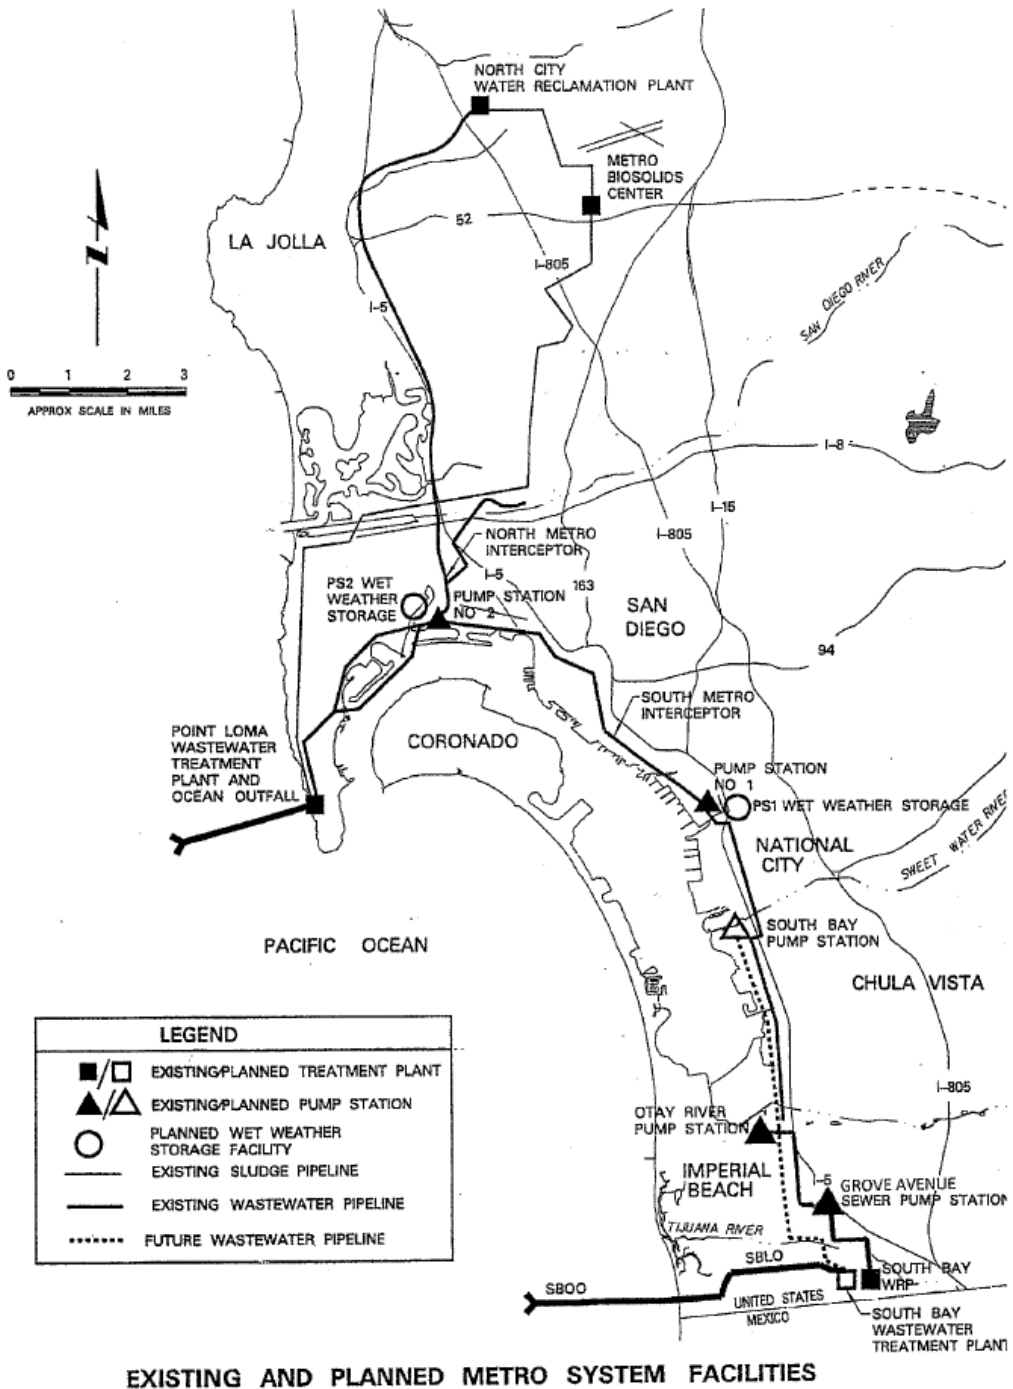 NORTH CITY
WATER RECLAMATION PLANT
METRO
BIOSOLIDS
CENTER
52
LA JOLLA
I-805
SAN DIEGO RIVER
I-5
0 1 2 3
APPROX SCALE IN MILES
I-8
I-15
I-805
NORTH METRO
INTERCEPTOR
I-5
163
PS2 WET
WEATHER
STORAGE
PUMP STATION
NO 2
SAN
DIEGO
94
SOUTH METRO
INTERCEPTOR
POINT LOMA
WASTEWATER
TREATMENT
PLANT AND
OCEAN OUTFALL
CORONADO
PUMP STATION
NO 1
PS1 WET WEATHER STORAGE
NATIONAL
CITY
SWEET WATER RIVER
SOUTH BAY
PUMP STATION
PACIFIC OCEAN
CHULA VISTA
LEGEND
EXISTING/PLANNED TREATMENT PLANT
EXISTING/PLANNED PUMP STATION
PLANNED WET WEATHER
STORAGE FACILITY
EXISTING SLUDGE PIPELINE
EXISTING WASTEWATER PIPELINE
FUTURE WASTEWATER PIPELINE
I-805
OTAY RIVER
PUMP STATION
IMPERIAL
BEACH
I-5
GROVE AVENUE
SEWER PUMP STATION
TIJUANA RIVER
SBLO
SOUTH BAY
WRP
SBOO
UNITED STATES
MEXICO
SOUTH BAY
WASTEWATER
TREATMENT PLANT
EXISTING AND PLANNED METRO SYSTEM FACILITIES